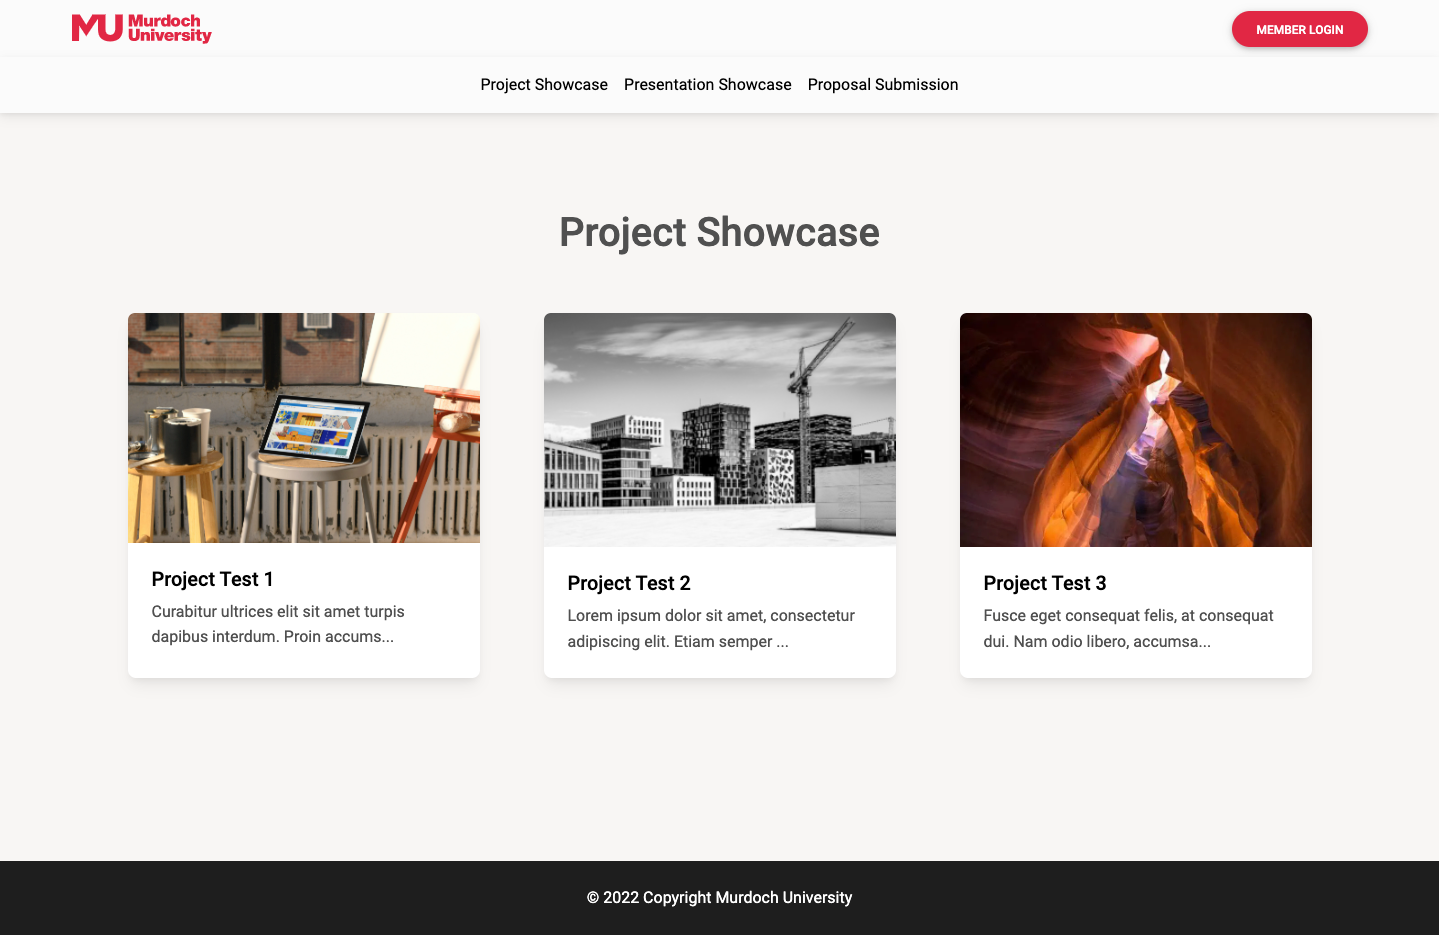 MU Murdoch
University
MEMBER LOGIN
Project Showcase Presentation Showcase Proposal Submission
Project Showcase
Project Test 1
Curabitur ultrices elit sit amet turpis
dapibus interdum. Proin accums...
Project Test 2
Lorem ipsum dolor sit amet, consectetur
adipiscing elit. Etiam semper ...
Project Test 3
Fusce eget consequat felis, at consequat
dui. Nam odio libero, accumsa...
© 2022 Copyright Murdoch University